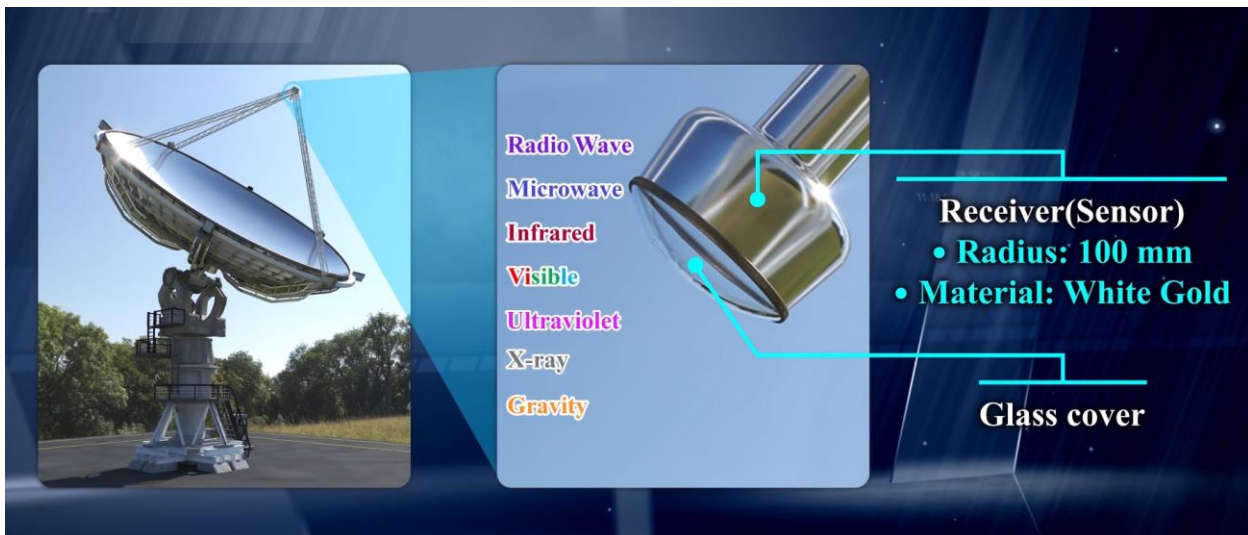 Radio Wave
Microwave
Infrared
Visible
Ultraviolet
X-ray
Gravity
Receiver(Sensor)
• Radius: 100 mm
• Material: White Gold
Glass cover